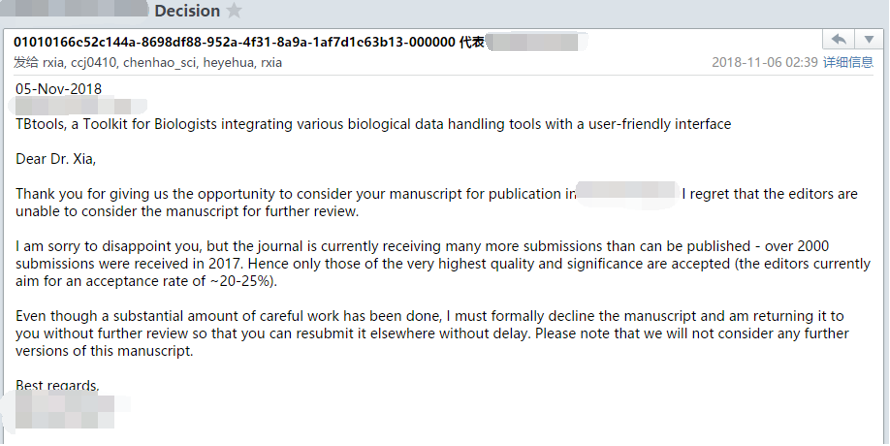 Decision
01010166e52c144a-8698df88-952a-4f31-8a9a-1af7d1e63b13-000000 代表
发给 rxia, ccj0410, chenhao_sci, heyehua, rxia 2018-11-06 02:39 详细信息
05-Nov-2018
TBtools, a Toolkit for Biologists integrating various biological data handling tools with a user-friendly interface
Dear Dr. Xia,
Thank you for giving us the opportunity to consider your manuscript for publication in I regret that the editors are
unable to consider the manuscript for further review.
I am sorry to disappoint you, but the journal is currently receiving many more submissions than can be published - over 2000
submissions were received in 2017. Hence only those of the very highest quality and significance are accepted (the editors currently
aim for an acceptance rate of ~20-25%).
Even though a substantial amount of careful work has been done, I must formally decline the manuscript and am returning it to
you without further review so that you can resubmit it elsewhere without delay. Please note that we will not consider any further
versions of this manuscript.
Best regards,